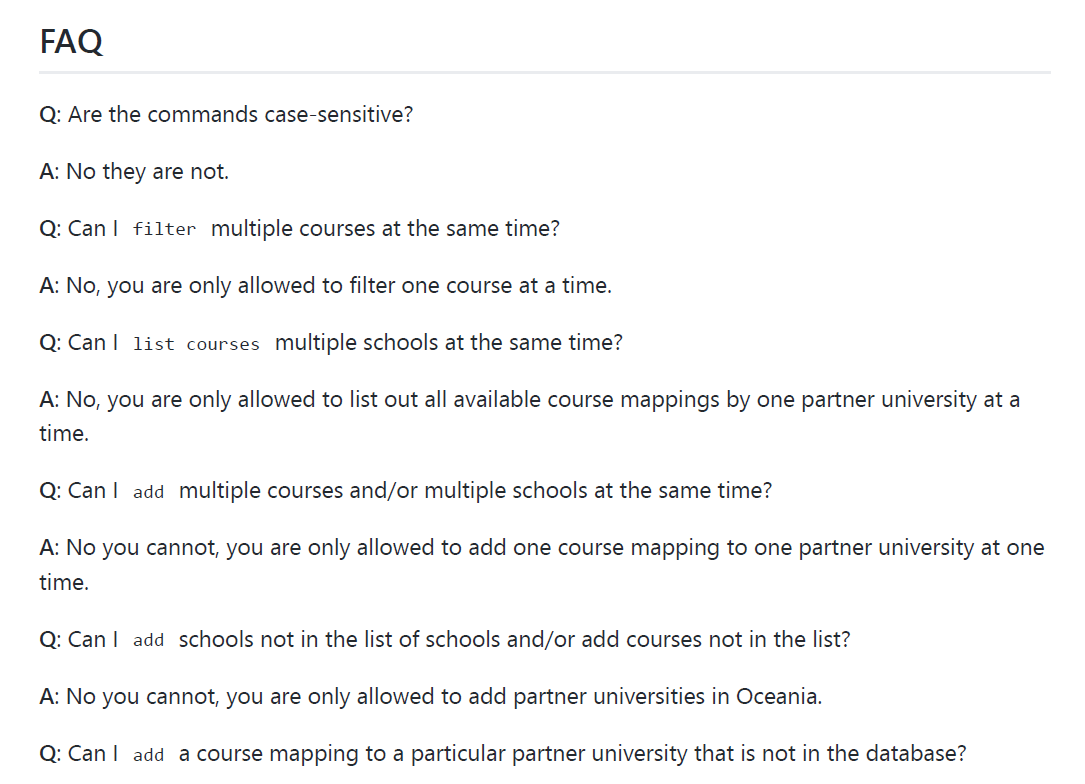 FAQ
Q: Are the commands case-sensitive?
A: No they are not.
Q: Can I filter multiple courses at the same time?
A: No, you are only allowed to filter one course at a time.
Q: Can I list courses multiple schools at the same time?
A: No, you are only allowed to list out all available course mappings by one partner university at a
time.
Q: Can I add multiple courses and/or multiple schools at the same time?
A: No you cannot, you are only allowed to add one course mapping to one partner university at one
time.
Q: Can I add schools not in the list of schools and/or add courses not in the list?
A: No you cannot, you are only allowed to add partner universities in Oceania.
Q: Can I add a course mapping to a particular partner university that is not in the database?